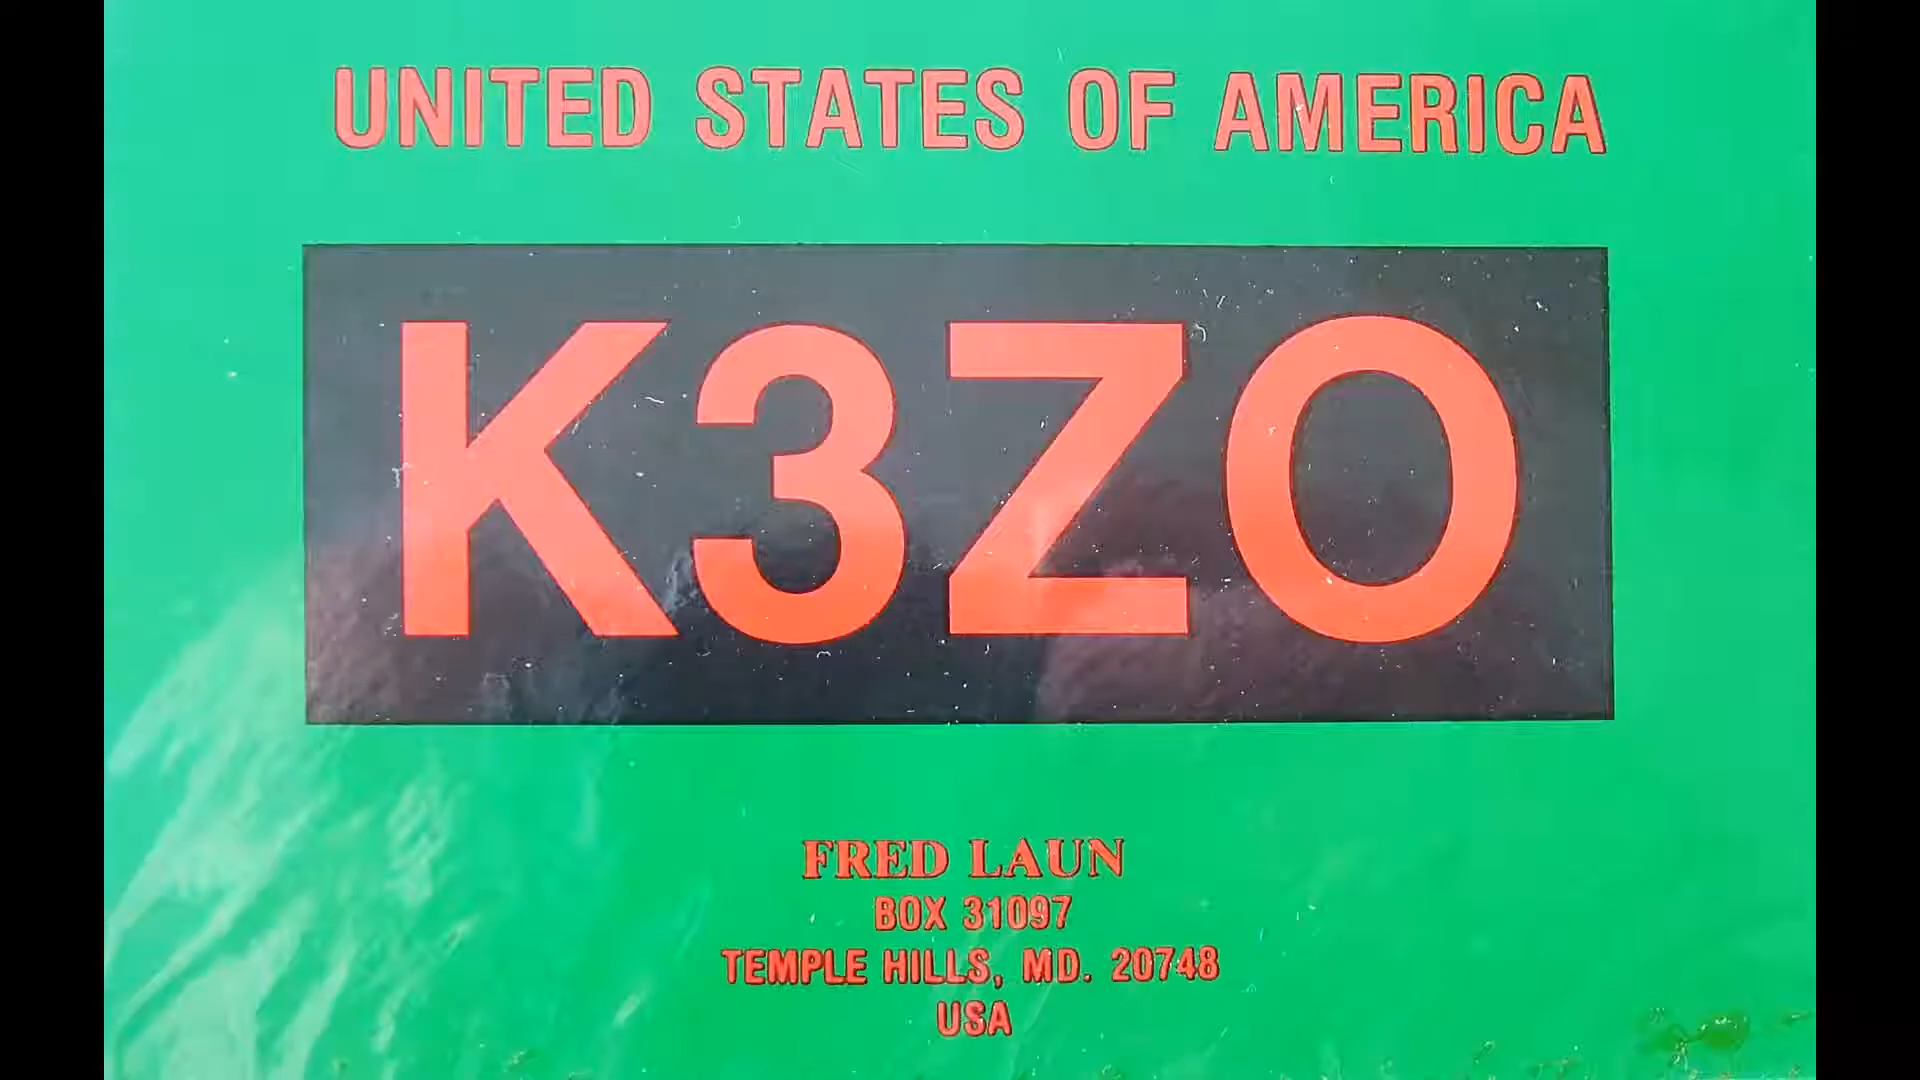 UNITED STATES OF AMERICA
K3ZO
FRED LAUN
BOX 31097
TEMPLE HILLS, MD. 20748
USA